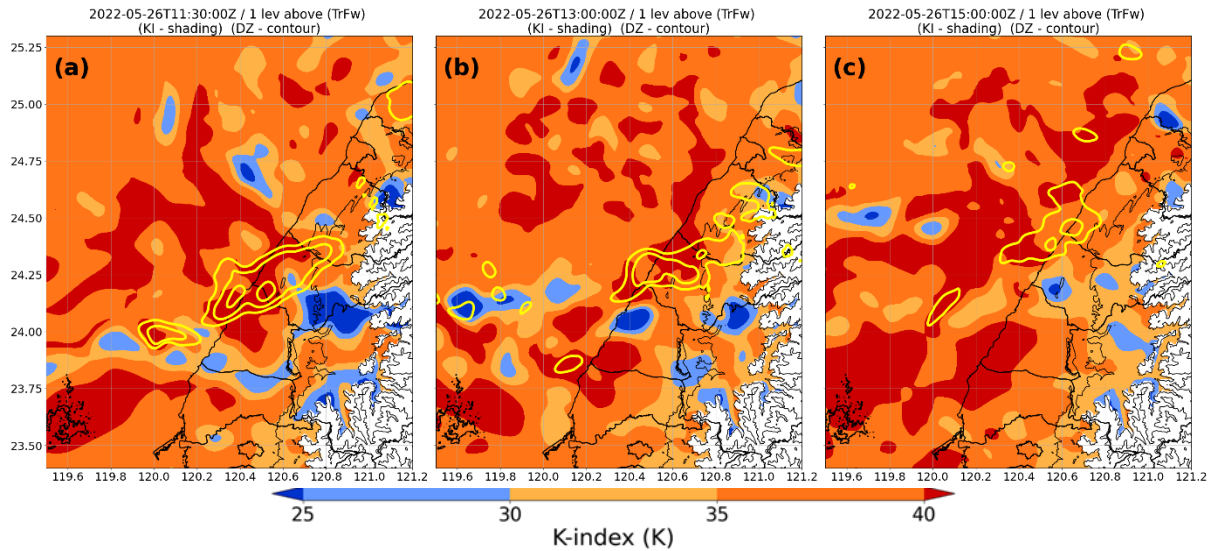 2022-05-26T11:30:00Z / 1 lev above (TrFw)
(KI - shading) (DZ - contour)
2022-05-26T13:00:00Z / 1 lev above (TrFw)
(KI - shading) (DZ - contour)
2022-05-26T15:00:00Z / 1 lev above (TrFw)
(KI - shading) (DZ - contour)
(a)
(b)
(c)
25.25
25.00
24.75
24.50
24.25
24.00
23.75
23.50
119.6 119.8 120.0 120.2 120.4 120.6 120.8 121.0 121.2
119.6 119.8 120.0 120.2 120.4 120.6 120.8 121.0 121.2
119.6 119.8 120.0 120.2 120.4 120.6 120.8 121.0 121.2
25 30 35 40
K-index (K)